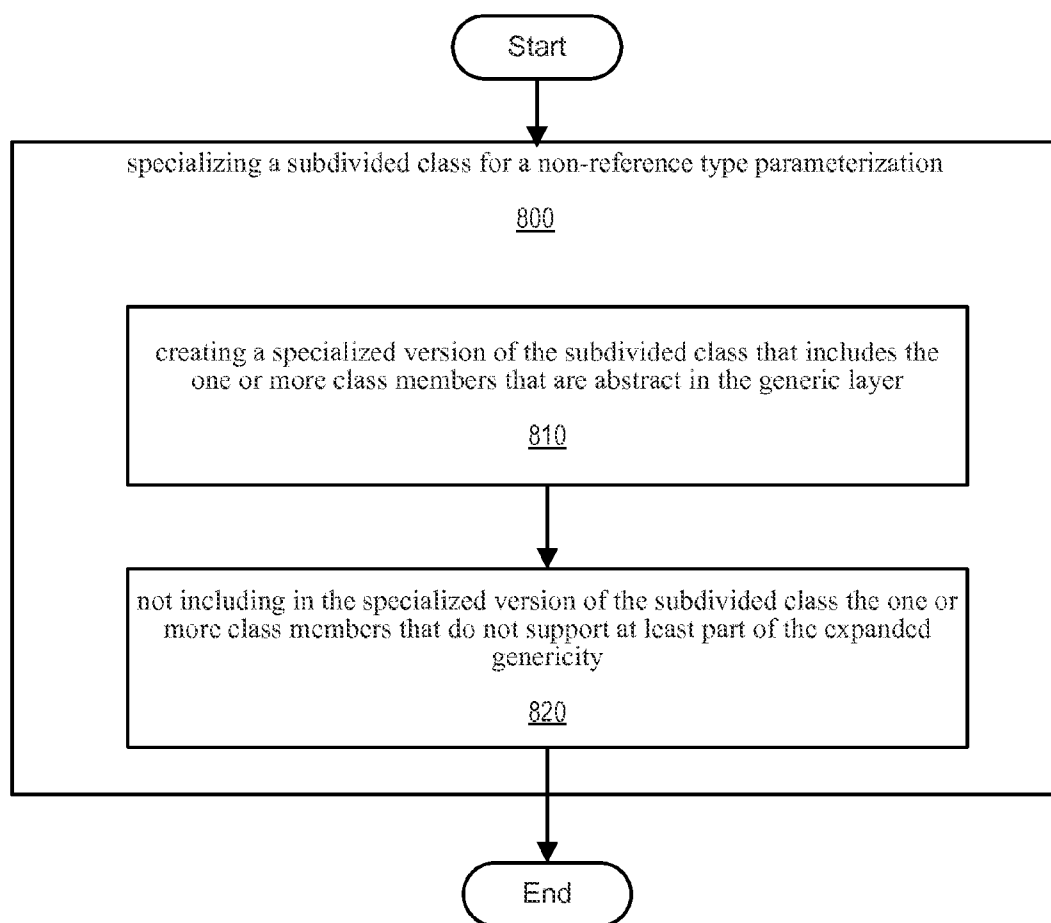 Start
specializing a subdivided class for a non-reference type parameterization
800
creating a specialized version of the subdivided class that includes the
one or more class members that are abstract in the generic layer
810
not including in the specialized version of the subdivided class the one or
more class members that do not support at least part of the expanded
genericity
820
End